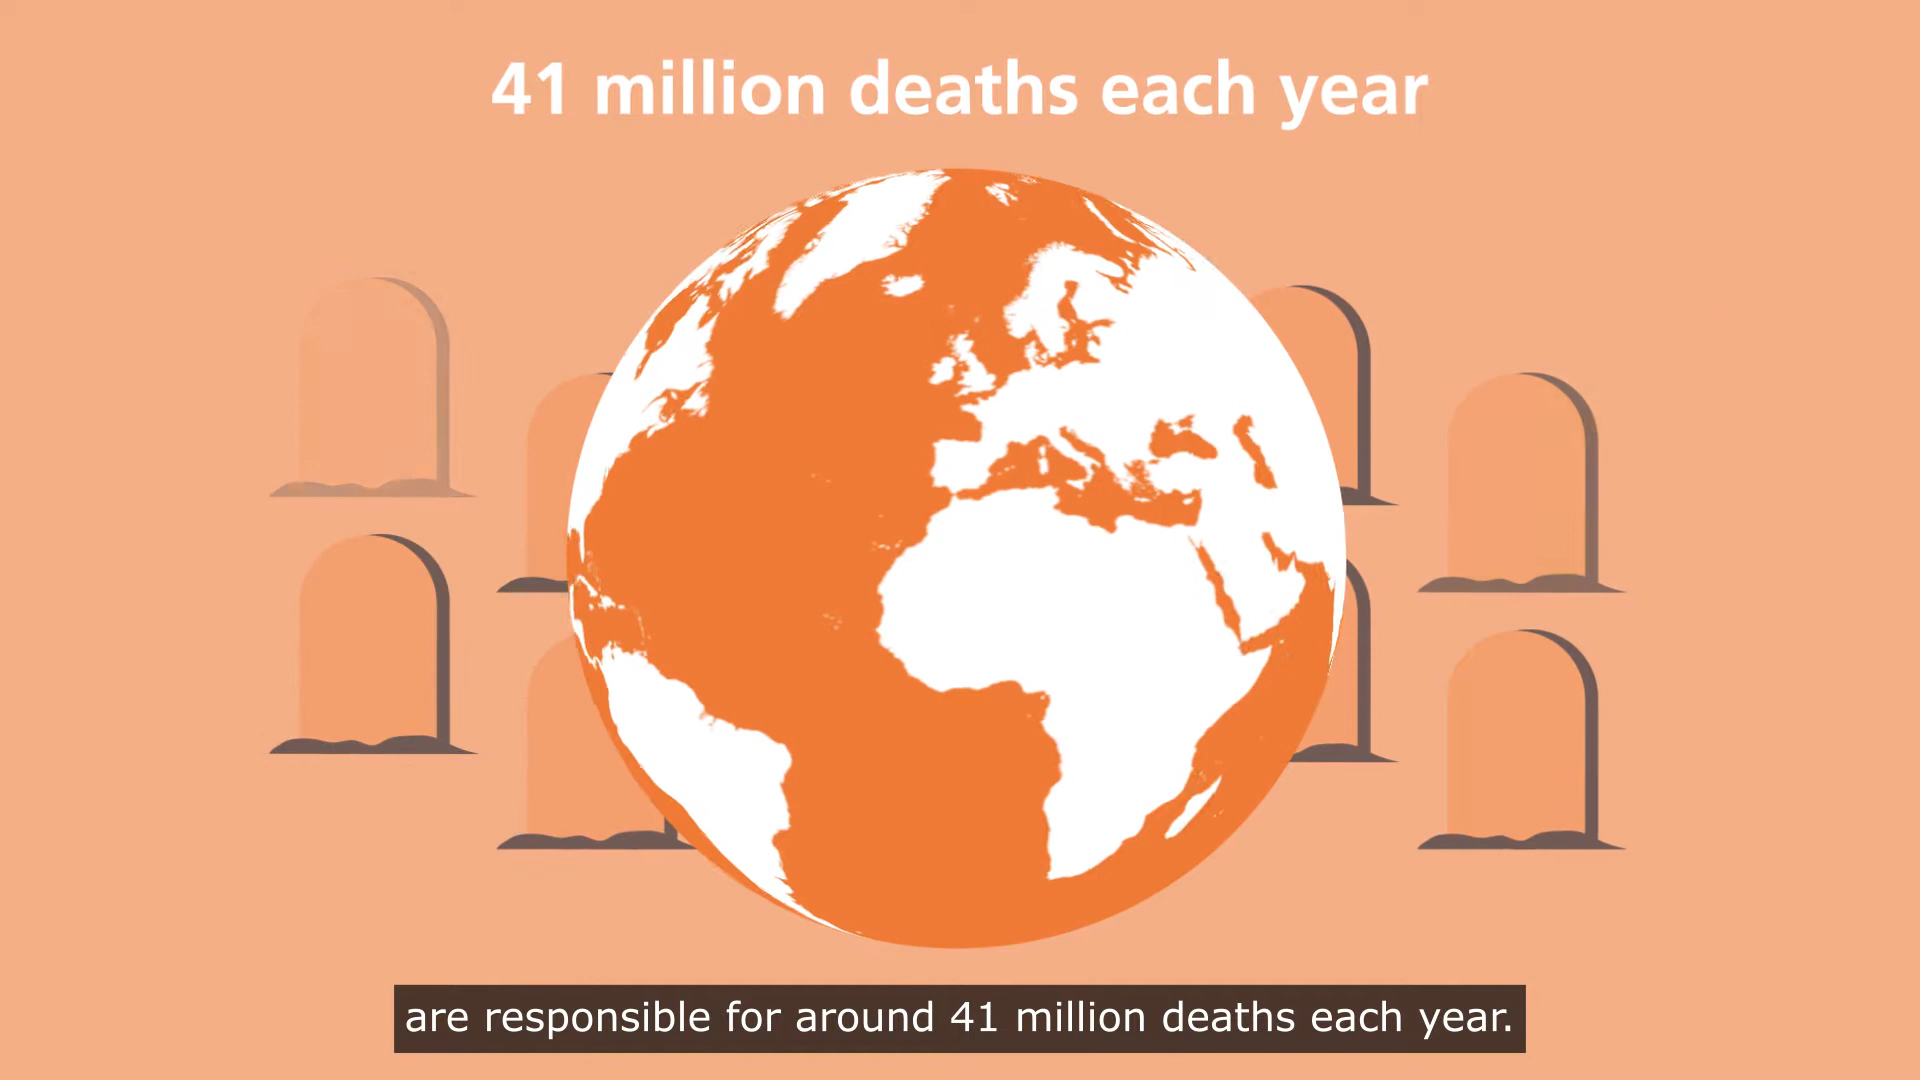 41 million deaths each year
are responsible for around 41 million deaths each year.